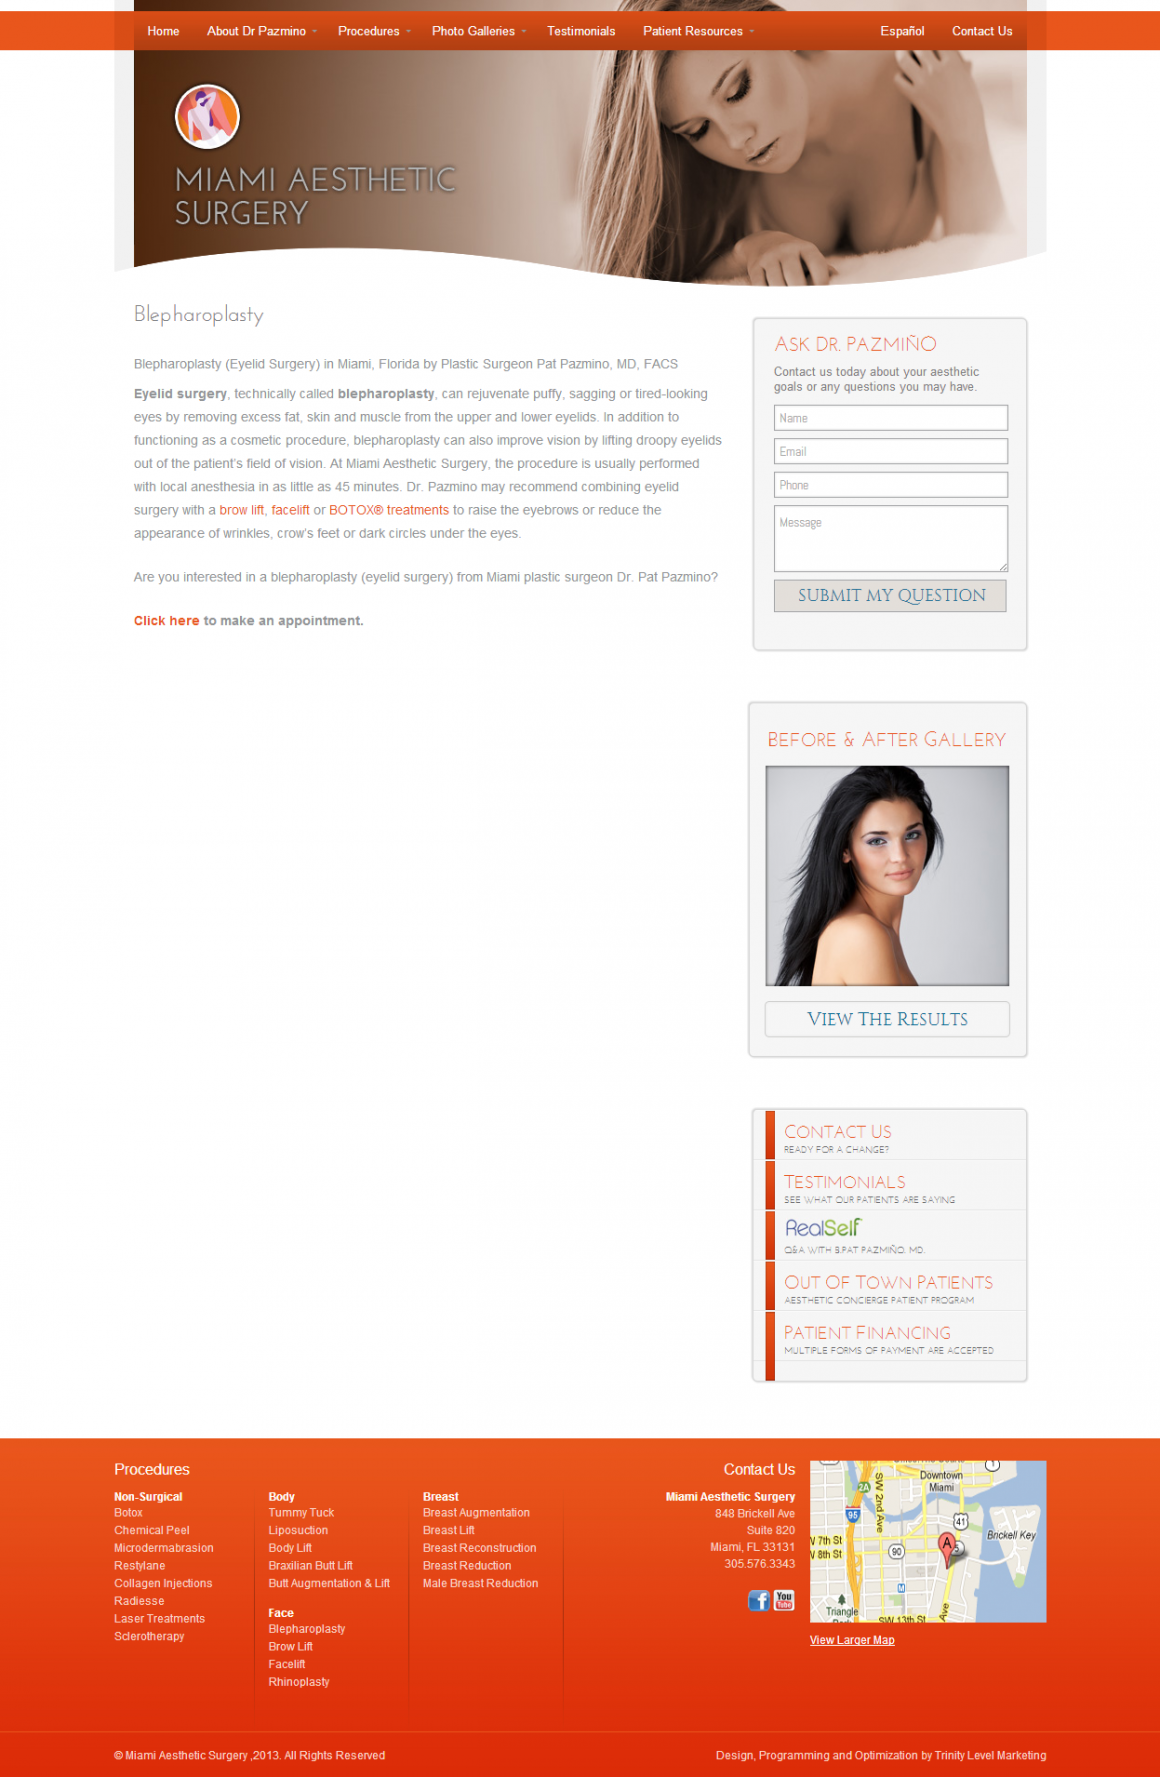 Home
About Dr Pazmino
Procedures
Photo Galleries
Testimonials
Patient Resources
Español
Contact Us
MIAMI AESTHETIC
SURGERY
Blepharoplasty
Blepharoplasty (Eyelid Surgery) in Miami, Florida by Plastic Surgeon Pat Pazmino, MD, FACS
Eyelid surgery, technically called blepharoplasty, can rejuvenate puffy, sagging or tired-looking
eyes by removing excess fat, skin and muscle from the upper and lower eyelids. In addition to
functioning as a cosmetic procedure, blepharoplasty can also improve vision by lifting droopy eyelids
out of the patient's field of vision. At Miami Aesthetic Surgery, the procedure is usually performed
with local anesthesia in as little as 45 minutes. Dr. Pazmino may recommend combining eyelid
surgery with a brow lift, facelift or BOTOX® treatments to raise the eyebrows or reduce the
appearance of wrinkles, crow's feet or dark circles under the eyes.
Are you interested in a blepharoplasty (eyelid surgery) from Miami plastic surgeon Dr. Pat Pazmino?
Click here to make an appointment.
ASK DR. PAZMIÑO
Contact us today about your aesthetic
goals or any questions you may have.
Name
Email
Phone
Message
SUBMIT MY QUESTION
BEFORE & AFTER GALLERY
VIEW THE RESULTS
CONTACT US
READY FOR A CHANGE?
TESTIMONIALS
SEE WHAT OUR PATIENTS ARE SAYING
RealSelf
Q&A WITH B.PAT PAZMIÑO, MD.
OUT OF TOWN PATIENTS
AESTHETIC CONCIERGE PATIENT PROGRAM
PATIENT FINANCING
MULTIPLE FORMS OF PAYMENT ARE ACCEPTED
Procedures
Non-Surgical
Botox
Chemical Peel
Microdermabrasion
Restylane
Collagen Injections
Radiesse
Laser Treatments
Sclerotherapy
Body
Tummy Tuck
Liposuction
Body Lift
Braxilian Butt Lift
Butt Augmentation & Lift
Face
Blepharoplasty
Brow Lift
Facelift
Rhinoplasty
Breast
Breast Augmentation
Breast Lift
Breast Reconstruction
Breast Reduction
Male Breast Reduction
Contact Us
Miami Aesthetic Surgery
848 Brickell Ave
Suite 820
Miami, FL 33131
305.576.3343
You
Tube
Downtown
Miami
SW 2nd Ave
2A
95
41
Brickell Key
W 7th St
W 8th St
90
A
5
M
Triangle
SW 13th St
Ave
1
View Larger Map
© Miami Aesthetic Surgery ,2013. All Rights Reserved
Design, Programming and Optimization by Trinity Level Marketing